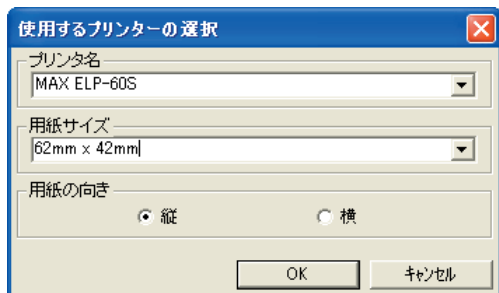 使用するプリンターの選択
プリンタ名
MAX ELP-60S
用紙サイズ
62mm x 42mm
用紙の向き
縦 横
OK ｷｬﾝｾﾙ